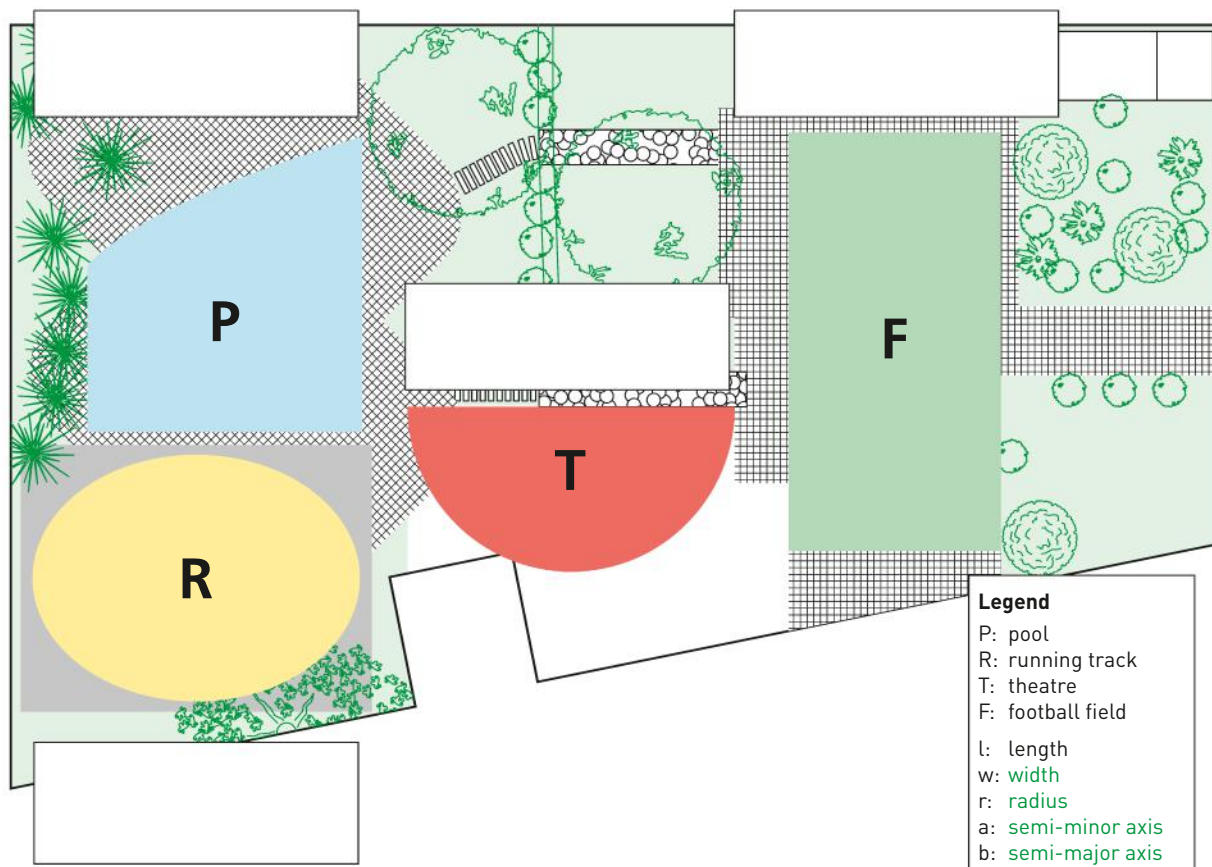 P
F
T
R
Legend
P: pool
R: running track
T: theatre
F: football field
l: length
w: width
r: radius
a: semi-minor axis
b: semi-major axis